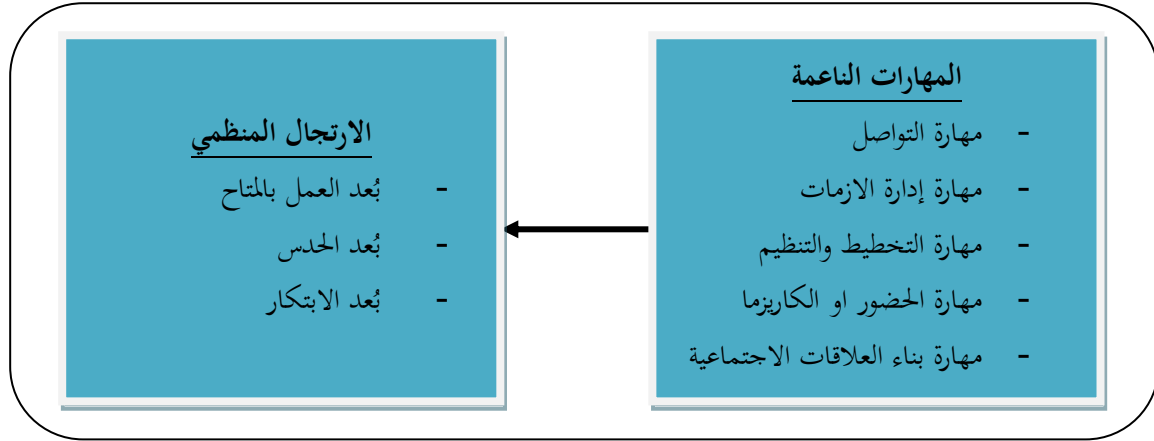 المهارات الناعمة
- مهارة التواصل
- مهارة إدارة الازمات
- مهارة التخطيط والتنظيم
- مهارة الحضور او الكاريزما
- مهارة بناء العلاقات الاجتماعية
الارتجال المنظمي
- بُعد العمل بالمتاح
- بُعد الحدس
- بُعد الابتكار